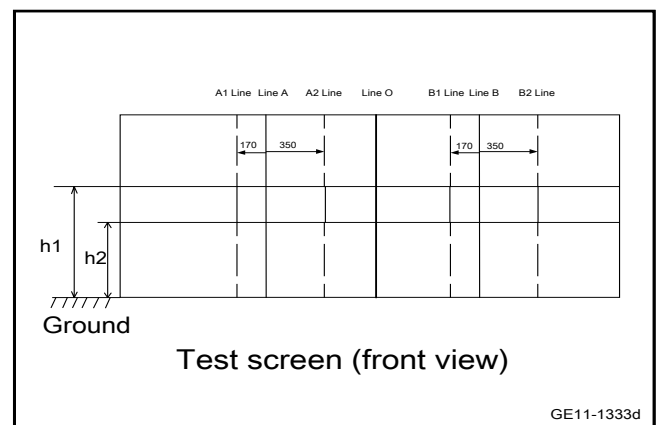 A1 Line Line A A2 Line Line O B1 Line Line B B2 Line
170 350 170 350
h1
h2
Ground
Test screen (front view)
GE11-1333d